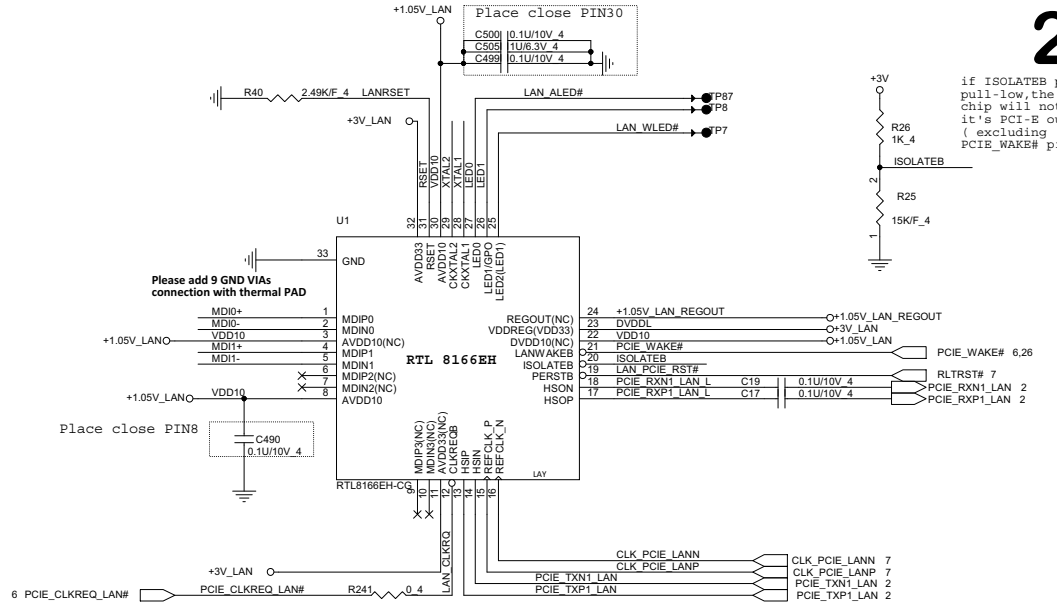 +1.05V_LAN
Place close PIN30
C500 0.1U/10V_4
C505 1U/6.3V_4
C499 0.1U/10V_4
2
+3V
if ISOLATEB p
pull-low,the
chip will not
it's PCI-E ou
( excluding
PCIE_WAKE# pi
R26
1K_4
ISOLATEB
2
R25
15K/F_4
1
R40 2.49K/F_4 LANRSET
+3V_LAN
LAN_ALED#
TP87
TP8
LAN_WLED#
TP7
RSET
VDD10
XTAL2
XTAL1
LED0
LED1
U1
32
31
30
29
28
27
26
25
AVDD33
RSET
AVDD10
CKXTAL2
CKXTAL1
LED0
LED1/GPO
LED2(LED1)
33
GND
Please add 9 GND VIAs
connection with thermal PAD
MDI0+ 1 MDIP0
MDI0- 2 MDIN0
+1.05V_LAN VDD10 3 AVDD10(NC)
MDI1+ 4 MDIP1
MDI1- 5 MDIN1
6 MDIP2(NC)
7 MDIN2(NC)
+1.05V_LAN VDD10 8 AVDD10
RTL 8166EH
REGOUT(NC) 24 +1.05V_LAN_REGOUT +1.05V_LAN_REGOUT
VDDREG(VDD33) 23 DVDDL +3V_LAN
DVDD10(NC) 22 VDD10 +1.05V_LAN
LANWAKEB 21 PCIE_WAKE# PCIE_WAKE# 6,26
ISOLATEB 20 ISOLATEB
PERSTB 19 LAN_PCIE_RST# RLTRST# 7
HSON 18 PCIE_RXN1_LAN_L C19 0.1U/10V_4 PCIE_RXN1_LAN 2
HSOP 17 PCIE_RXP1_LAN_L C17 0.1U/10V_4 PCIE_RXP1_LAN 2
Place close PIN8
C490
0.1U/10V_4
MDIP3(NC)
MDIN3(NC)
AVDD33(NC)
CLKREQB
HSIP
HSIN
REFCLK_P
REFCLK_N
LAY
RTL8166EH-CG
9
10
11
12
13
14
15
16
LAN_CLKRQ
CLK_PCIE_LANN CLK_PCIE_LANN 7
CLK_PCIE_LANP CLK_PCIE_LANP 7
+3V_LAN
PCIE_TXN1_LAN PCIE_TXN1_LAN 2
6 PCIE_CLKREQ_LAN# PCIE_CLKREQ_LAN# R241 0_4
PCIE_TXP1_LAN PCIE_TXP1_LAN 2